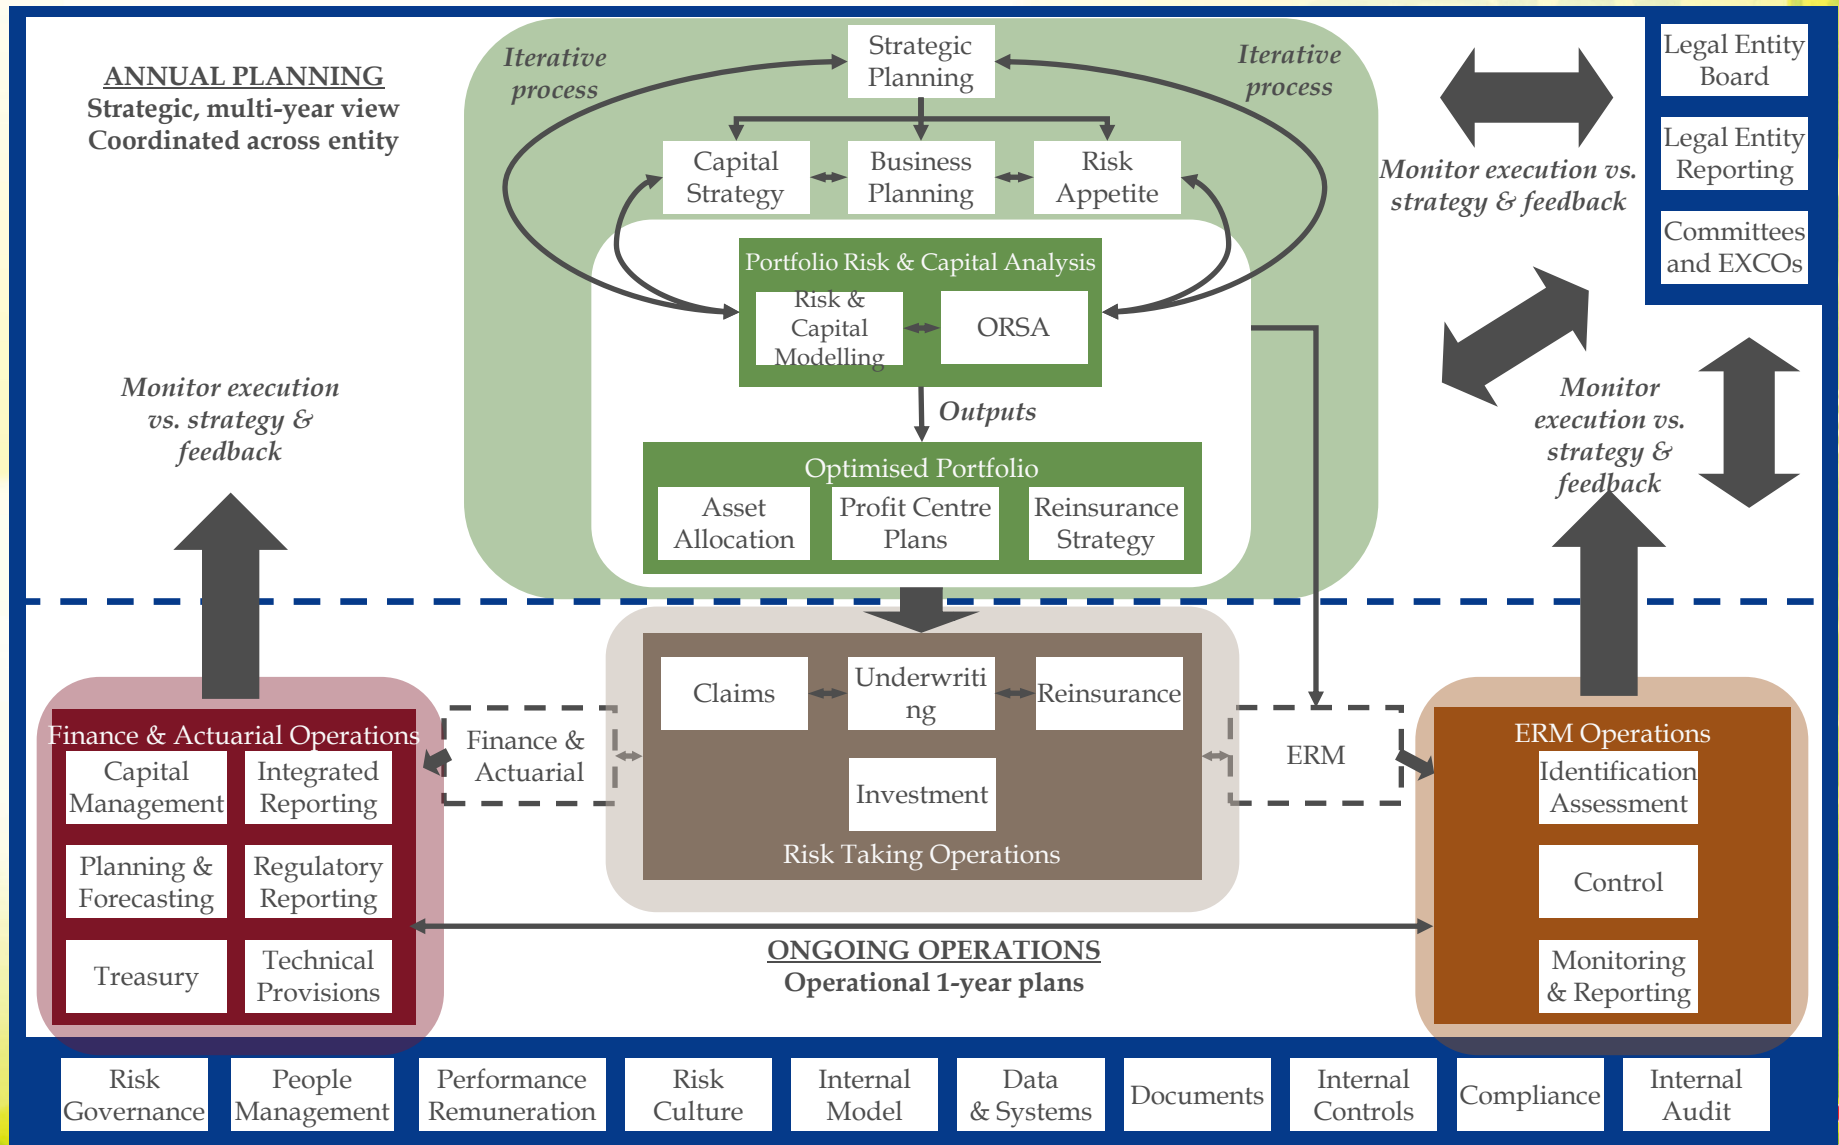 ANNUAL PLANNING
Strategic, multi-year view
Coordinated across entity
Iterative
process
Strategic
Planning
Iterative
process
Capital
Strategy
Business
Planning
Risk
Appetite
Portfolio Risk & Capital Analysis
Risk &
Capital
Modelling
ORSA
Outputs
Optimised Portfolio
Asset
Allocation
Profit Centre
Plans
Reinsurance
Strategy
Legal Entity
Board
Legal Entity
Reporting
Committees
and EXCOs
Monitor execution vs.
strategy & feedback
Monitor
execution vs.
strategy &
feedback
Monitor execution
vs. strategy &
feedback
Finance & Actuarial Operations
Capital
Management
Integrated
Reporting
Planning &
Forecasting
Regulatory
Reporting
Treasury
Technical
Provisions
Finance &
Actuarial
Claims
Underwriti
ng
Reinsurance
Investment
Risk Taking Operations
ERM
ERM Operations
Identification
Assessment
Control
Monitoring
& Reporting
ONGOING OPERATIONS
Operational 1-year plans
Risk
Governance
People
Management
Performance
Remuneration
Risk
Culture
Internal
Model
Data
& Systems
Documents
Internal
Controls
Compliance
Internal
Audit